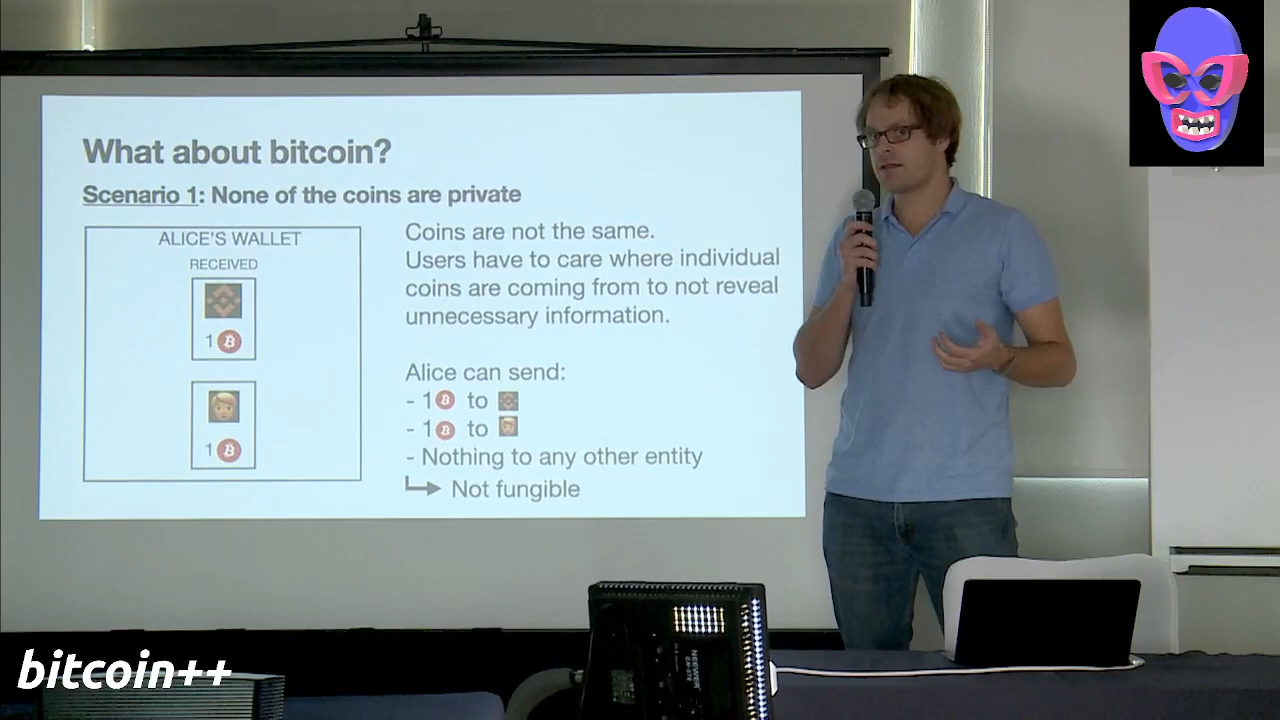 What about bitcoin?
Scenario 1: None of the coins are private
ALICE'S WALLET
RECEIVED
1
1
Coins are not the same.
Users have to care where individual
coins are coming from to not reveal
unnecessary information.
Alice can send:
- 1 to
- 1 to
- Nothing to any other entity
Not fungible
NEEWER
bitcoin++